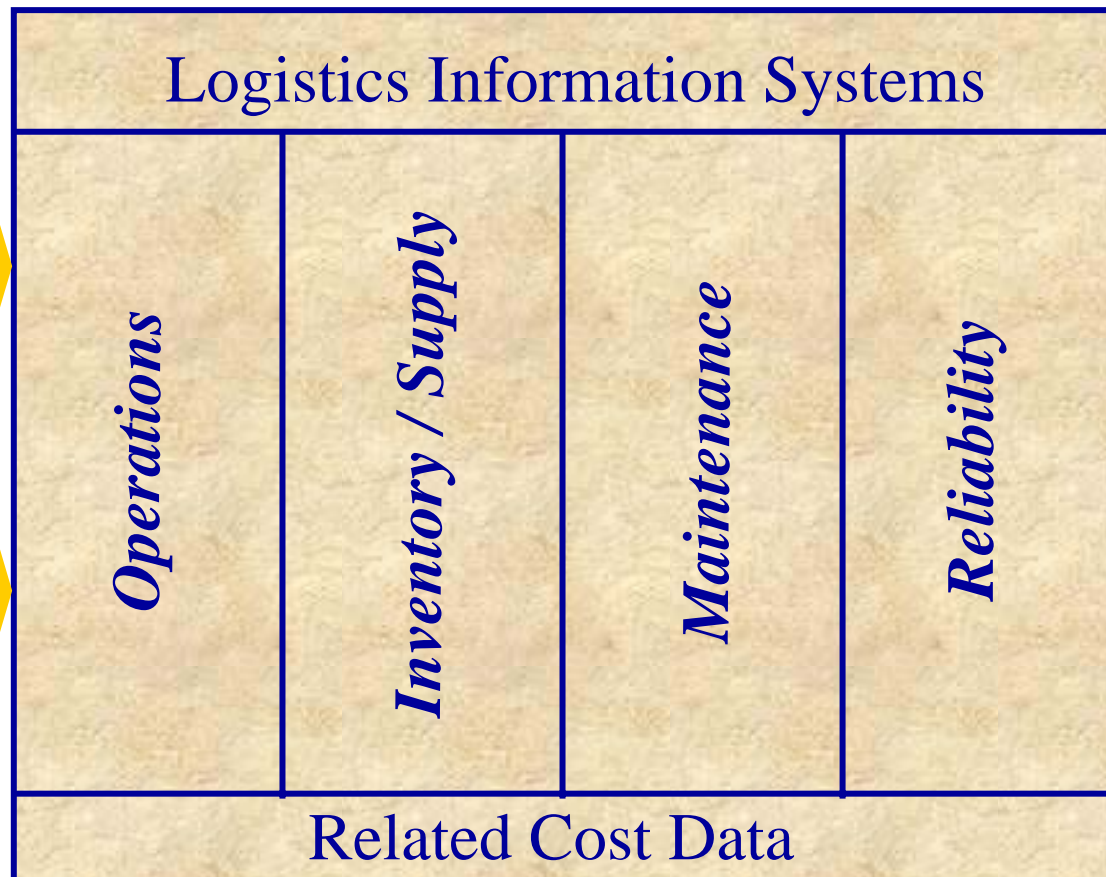 Logistics Information Systems
Operations
Inventory / Supply
Maintenance
Reliability
Related Cost Data